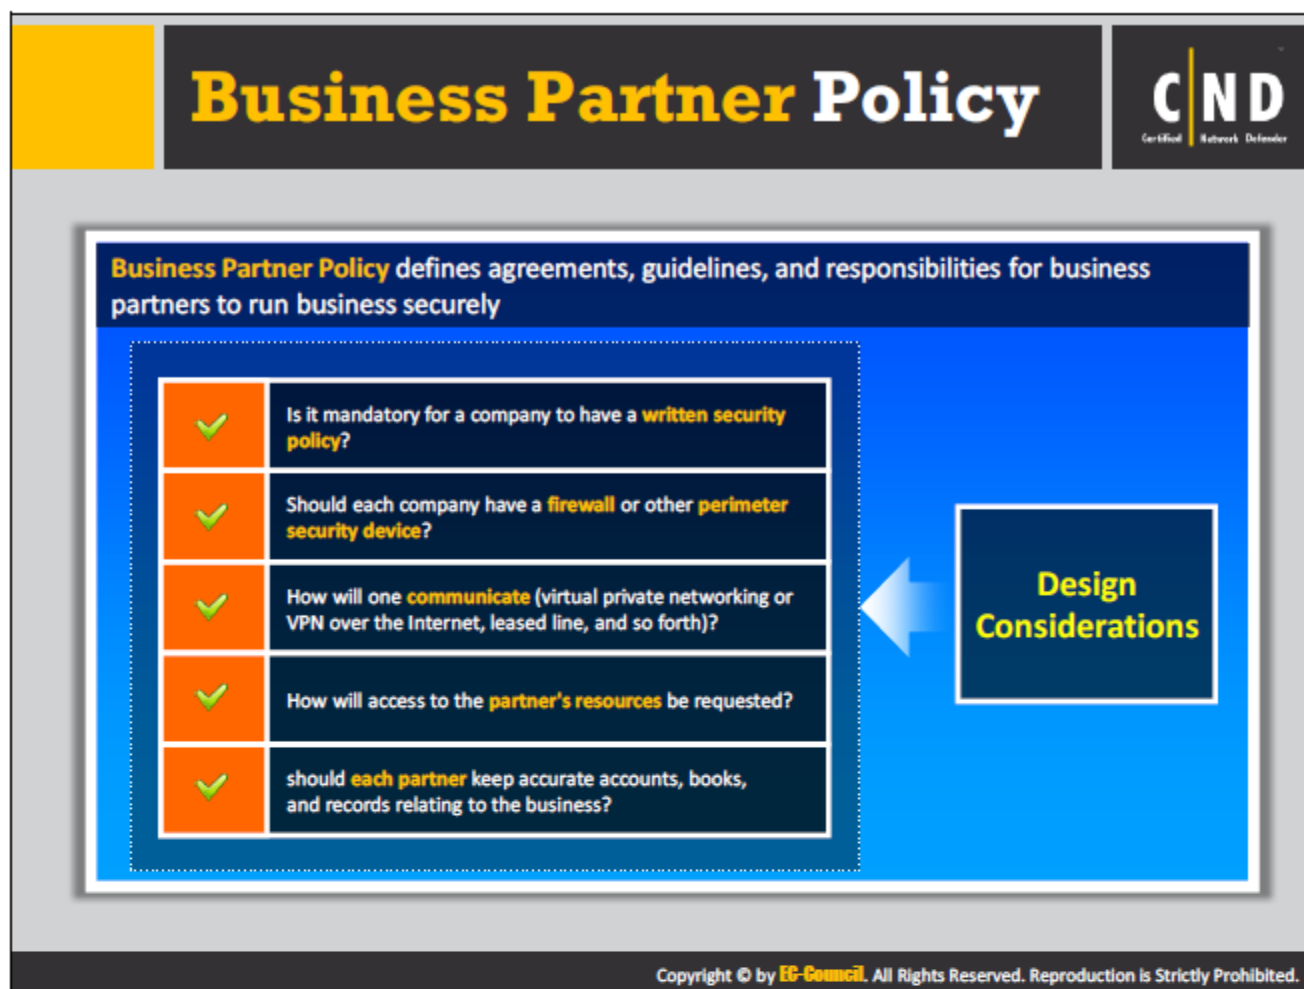 Business Partner Policy
C|ND
Certified Network Defender
Business Partner Policy defines agreements, guidelines, and responsibilities for business
partners to run business securely
Is it mandatory for a company to have a written security
policy?
Should each company have a firewall or other perimeter
security device?
How will one communicate (virtual private networking or
VPN over the Internet, leased line, and so forth)?
How will access to the partner's resources be requested?
should each partner keep accurate accounts, books,
and records relating to the business?
Design
Considerations
Copyright © by EC-Council. All Rights Reserved. Reproduction is Strictly Prohibited.